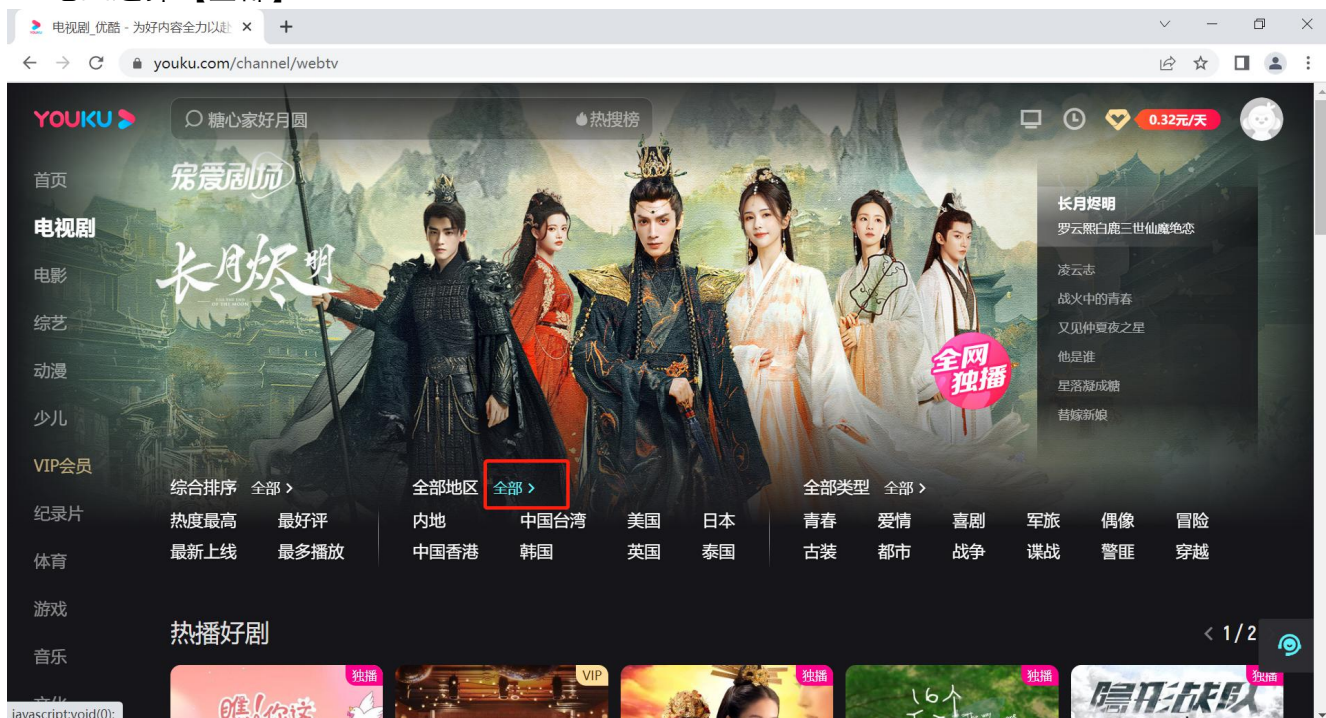 电视剧_优酷 - 为好内容全力以赴
youku.com/channel/webtv
YOUKU
糖心家好月圆
热搜榜
0.32元/天
首页
电视剧
电影
综艺
动漫
少儿
VIP会员
纪录片
体育
游戏
音乐
宠爱剧场
长月烬明
全网
独播
长月烬明
罗云熙白鹿三世仙魔绝恋
凌云志
战火中的青春
又见仲夏夜之星
他是谁
星落凝成糖
替嫁新娘
综合排序 全部 >
热度最高 最好评
最新上线 最多播放
全部地区 全部 >
内地 中国台湾 美国 日本
中国香港 韩国 英国 泰国
全部类型 全部 >
青春 爱情 喜剧 军旅 偶像 冒险
古装 都市 战争 谍战 警匪 穿越
热播好剧
< 1/2
独播
VIP
独播
独播
独播
16个
javascript:void(0);